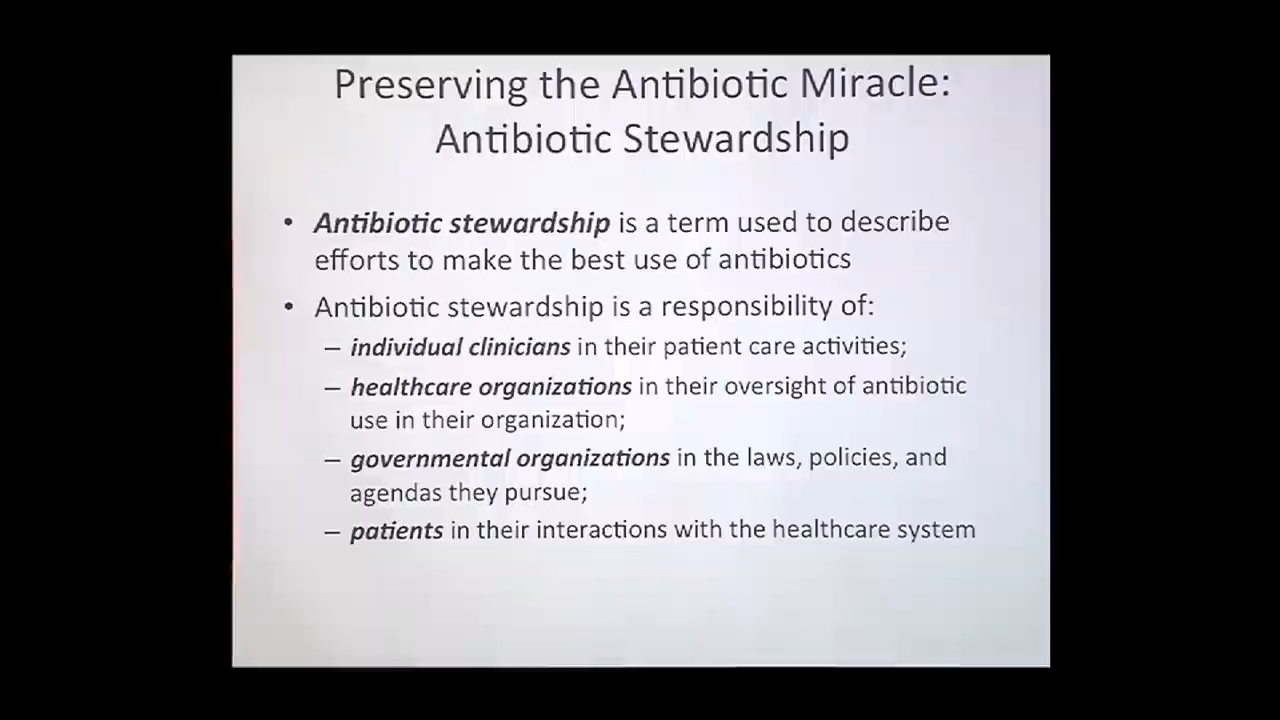 Preserving the Antibiotic Miracle:
Antibiotic Stewardship
• Antibiotic stewardship is a term used to describe
efforts to make the best use of antibiotics
• Antibiotic stewardship is a responsibility of:
– individual clinicians in their patient care activities;
– healthcare organizations in their oversight of antibiotic
use in their organization;
– governmental organizations in the laws, policies, and
agendas they pursue;
– patients in their interactions with the healthcare system